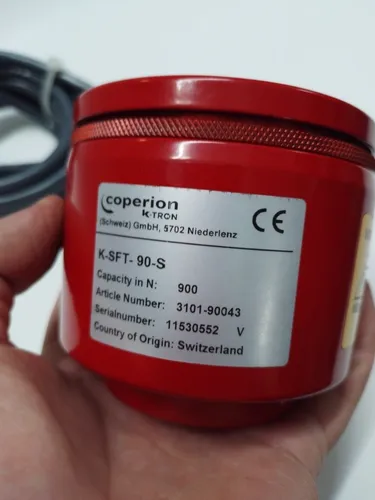 coperion
K-TRON
(Schweiz) GmbH, 5702 Niederlenz
CE
K-SFT- 90-S
Capacity in N: 900
Article Number: 3101-90043
Serialnumber: 11530552 V
Country of Origin: Switzerland